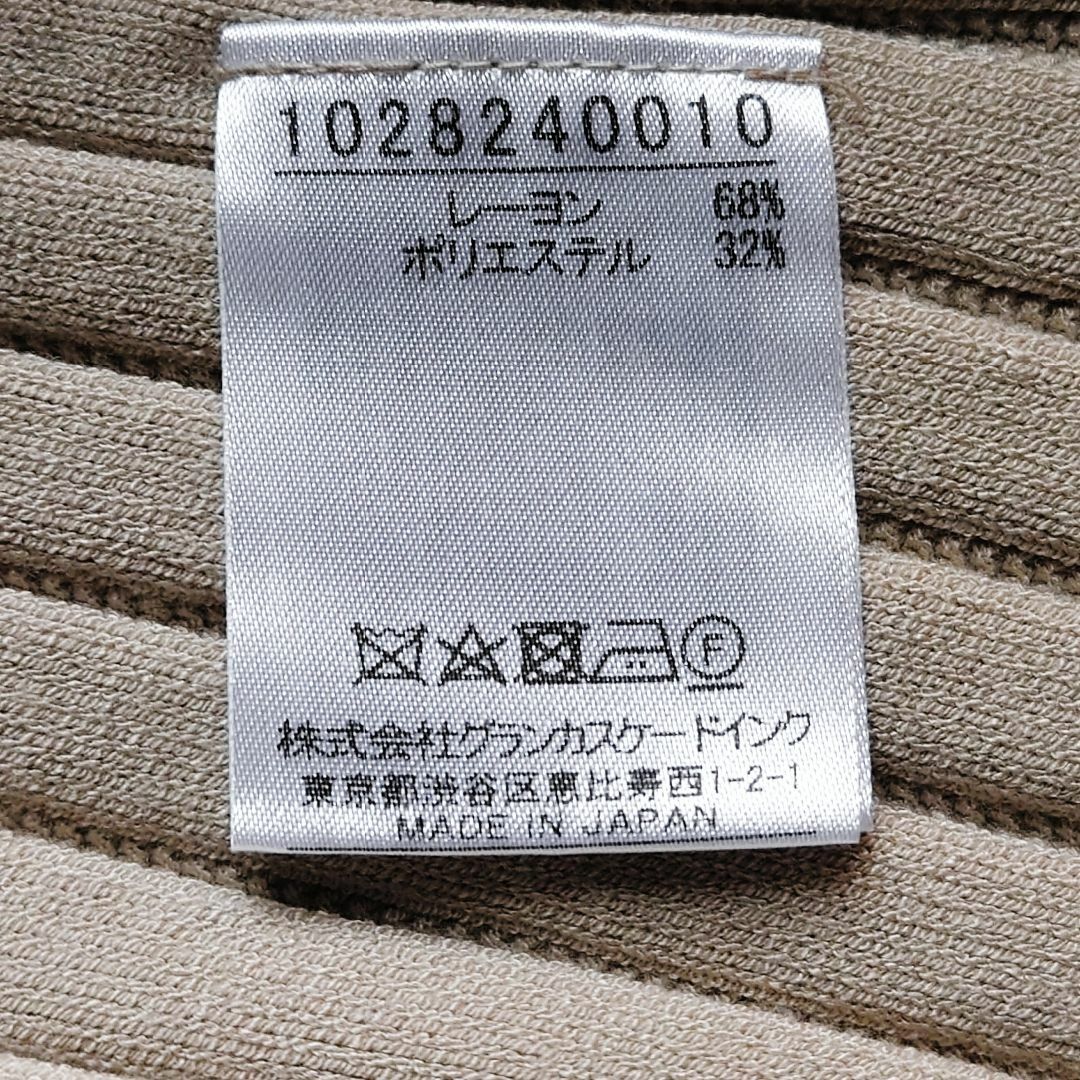 1028240010
レーヨン 68%
ポリエステル 32%
F
株式会社グランカスケードインク
東京都渋谷区恵比寿西1-2-1
MADE IN JAPAN